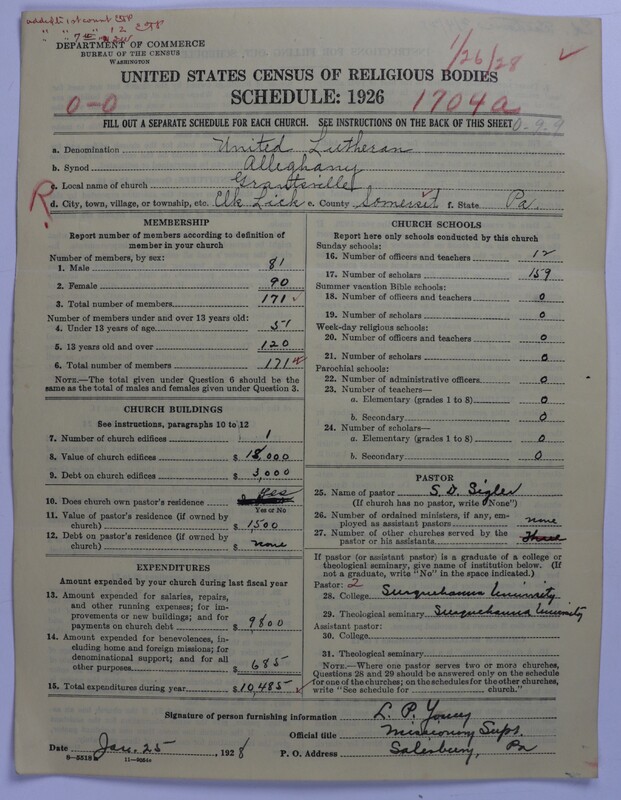 added to 1st count
" " 7th " 12
DEPARTMENT OF COMMERCE
BUREAU OF THE CENSUS
WASHINGTON
1/26/28
UNITED STATES CENSUS OF RELIGIOUS BODIES
SCHEDULE: 1926
0-0
1704a
FILL OUT A SEPARATE SCHEDULE FOR EACH CHURCH. SEE INSTRUCTIONS ON THE BACK OF THIS SHEET
0-9-9
a. Denomination United Lutheran
b. Synod Alleghany
c. Local name of church Grantsville
R.
d. City, town, village, or township, etc. Elk Lick e. County Somerset f. State Pa.
MEMBERSHIP
Report number of members according to definition of
member in your church
Number of members, by sex:
1. Male 81
2. Female 90
3. Total number of members 171
Number of members under and over 13 years old:
4. Under 13 years of age 51
5. 13 years old and over 120
6. Total number of members 171
NOTE.—The total given under Question 6 should be the
same as the total of males and females given under Question 3.
CHURCH BUILDINGS
See instructions, paragraphs 10 to 12
7. Number of church edifices 1
8. Value of church edifices $ 18,000
9. Debt on church edifices $ 3,000
10. Does church own pastor's residence Yes
Yes or No
11. Value of pastor's residence (if owned by
church) $ 1500
12. Debt on pastor's residence (if owned by
church) $ none
EXPENDITURES
Amount expended by your church during last fiscal year
13. Amount expended for salaries, repairs,
and other running expenses; for im-
provements or new buildings; and for
payments on church debt $ 9800
14. Amount expended for benevolences, in-
cluding home and foreign missions; for
denominational support; and for all
other purposes $ 685
15. Total expenditures during year $ 10,485
CHURCH SCHOOLS
Report here only schools conducted by this church
Sunday schools:
16. Number of officers and teachers 12
17. Number of scholars 159
Summer vacation Bible schools:
18. Number of officers and teachers 0
19. Number of scholars 0
Week-day religious schools:
20. Number of officers and teachers 0
21. Number of scholars 0
Parochial schools:
22. Number of administrative officers 0
23. Number of teachers—
a. Elementary (grades 1 to 8) 0
b. Secondary 0
24. Number of scholars—
a. Elementary (grades 1 to 8) 0
b. Secondary 0
PASTOR
25. Name of pastor S. D. Sigler
(If church has no pastor, write "None")
26. Number of ordained ministers, if any, em-
ployed as assistant pastors none
27. Number of other churches served by the
pastor or his assistants Three
If pastor (or assistant pastor) is a graduate of a college or
theological seminary, give name of institution below. (If
not a graduate, write "No" in the space indicated.)
Pastor: 2
28. College Susquehanna University
29. Theological seminary Susquehanna University
Assistant pastor:
30. College
31. Theological seminary
NOTE.—Where one pastor serves two or more churches,
Questions 28 and 29 should be answered only on the schedule
for one of the churches; on the schedules for the other churches,
write "See schedule for church."
Signature of person furnishing information L. P. Young
Official title Missionary Supt.
Date Jan. 25, 1928 P. O. Address Salisbury, Pa
11—9554a